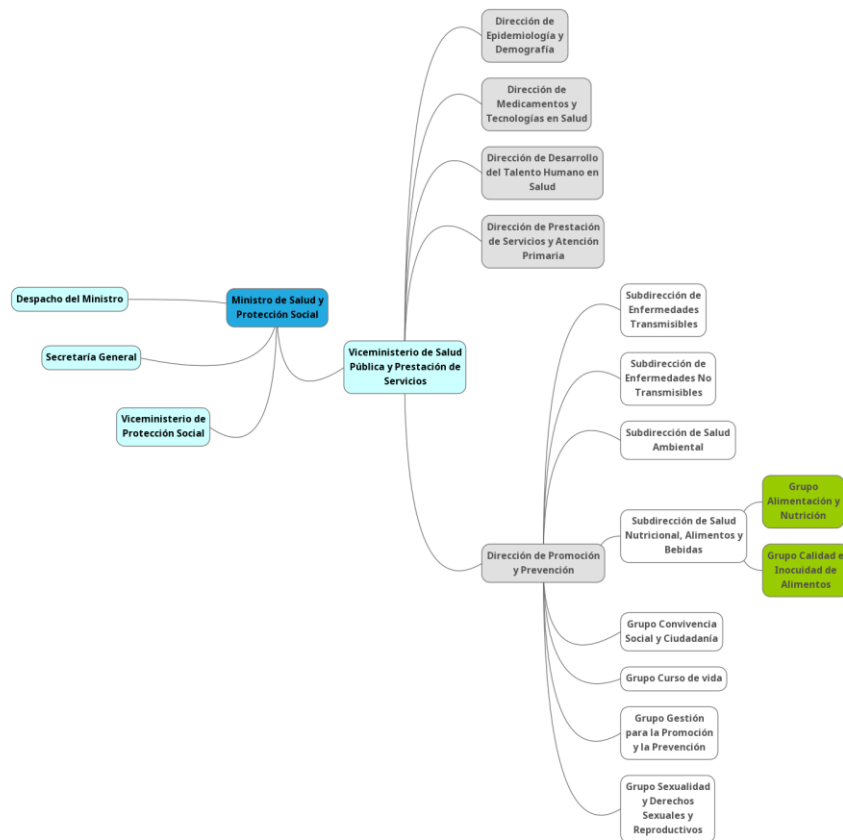 Dirección de
Epidemiología y
Demografía
Dirección de
Medicamentos y
Tecnologías en Salud
Dirección de Desarrollo
del Talento Humano en
Salud
Dirección de Prestación
de Servicios y Atención
Primaria
Despacho del Ministro
Ministro de Salud y
Protección Social
Secretaría General
Viceministerio de Salud
Pública y Prestación de
Servicios
Viceministerio de
Protección Social
Subdirección de
Enfermedades
Transmisibles
Subdirección de
Enfermedades No
Transmisibles
Subdirección de Salud
Ambiental
Dirección de Promoción
y Prevención
Subdirección de Salud
Nutricional, Alimentos y
Bebidas
Grupo
Alimentación y
Nutrición
Grupo Calidad e
Inocuidad de
Alimentos
Grupo Convivencia
Social y Ciudadanía
Grupo Curso de vida
Grupo Gestión
para la Promoción
y la Prevención
Grupo Sexualidad
y Derechos
Sexuales y
Reproductivos